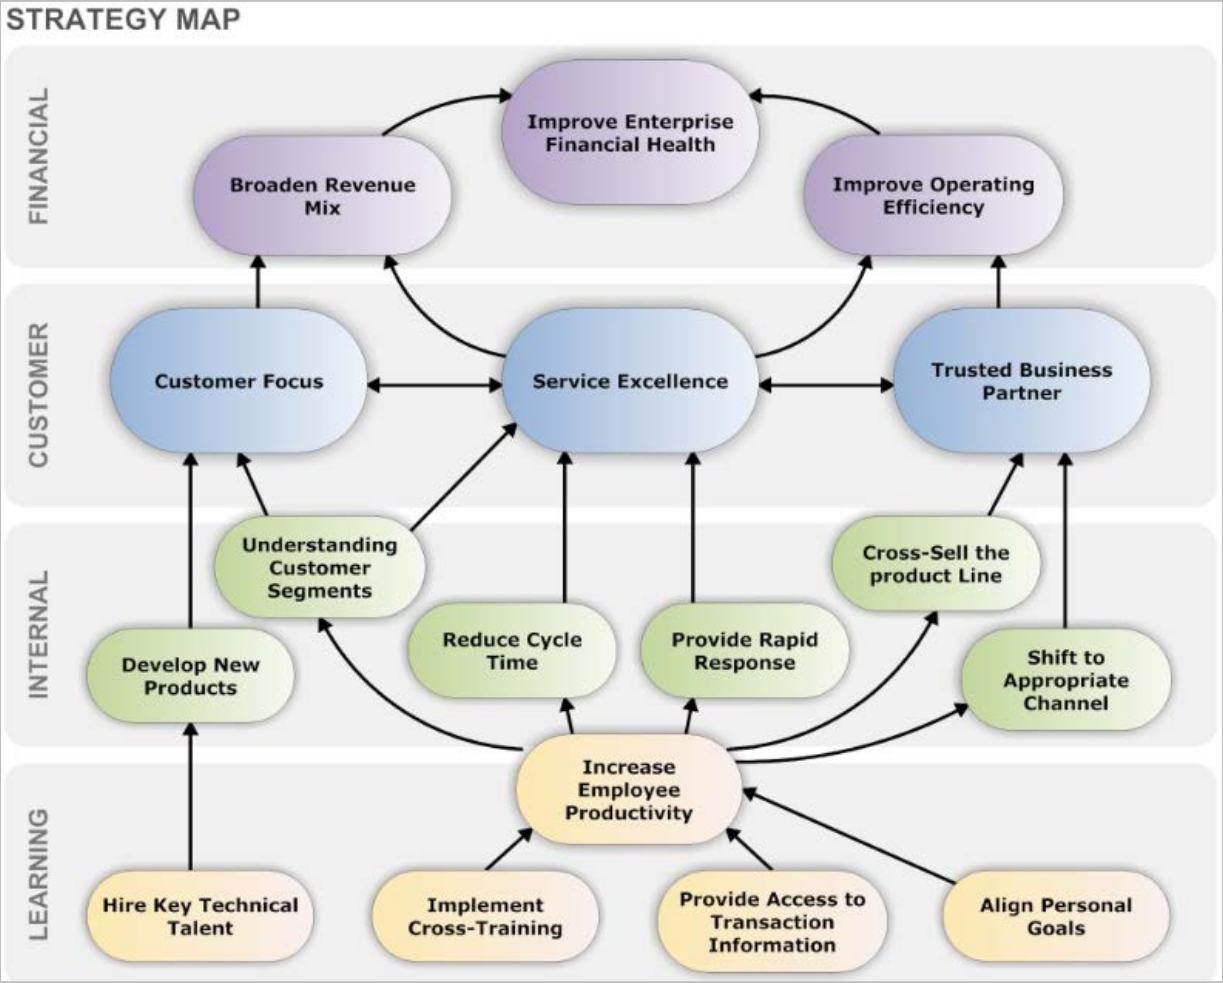 STRATEGY MAP
FINANCIAL
Improve Enterprise
Financial Health
Broaden Revenue
Mix
Improve Operating
Efficiency
CUSTOMER
Customer Focus
Service Excellence
Trusted Business
Partner
INTERNAL
Understanding
Customer
Segments
Cross-Sell the
product Line
Develop New
Products
Reduce Cycle
Time
Provide Rapid
Response
Shift to
Appropriate
Channel
LEARNING
Increase
Employee
Productivity
Hire Key Technical
Talent
Implement
Cross-Training
Provide Access to
Transaction
Information
Align Personal
Goals